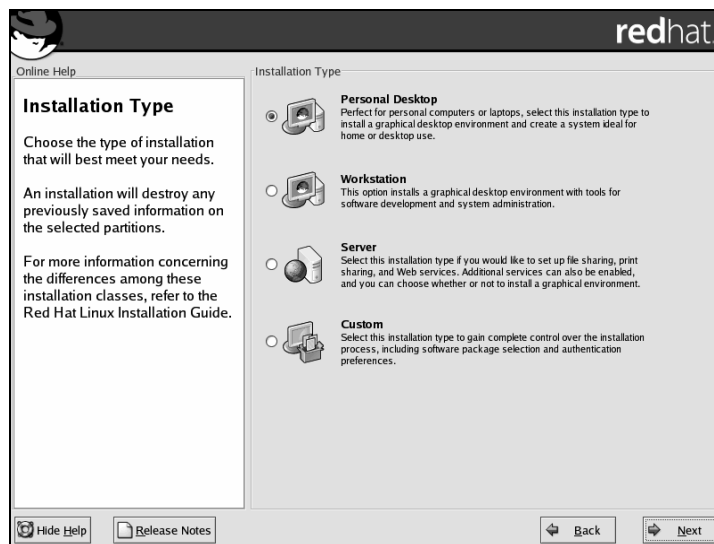 redhat.
Online Help
Installation Type
Choose the type of installation
that will best meet your needs.
An installation will destroy any
previously saved information on
the selected partitions.
For more information concerning
the differences among these
installation classes, refer to the
Red Hat Linux Installation Guide.
Installation Type
Personal Desktop
Perfect for personal computers or laptops, select this installation type to
install a graphical desktop environment and create a system ideal for
home or desktop use.
Workstation
This option installs a graphical desktop environment with tools for
software development and system administration.
Server
Select this installation type if you would like to set up file sharing, print
sharing, and Web services. Additional services can also be enabled,
and you can choose whether or not to install a graphical environment.
Custom
Select this installation type to gain complete control over the installation
process, including software package selection and authentication
preferences.
Hide Help
Release Notes
Back
Next